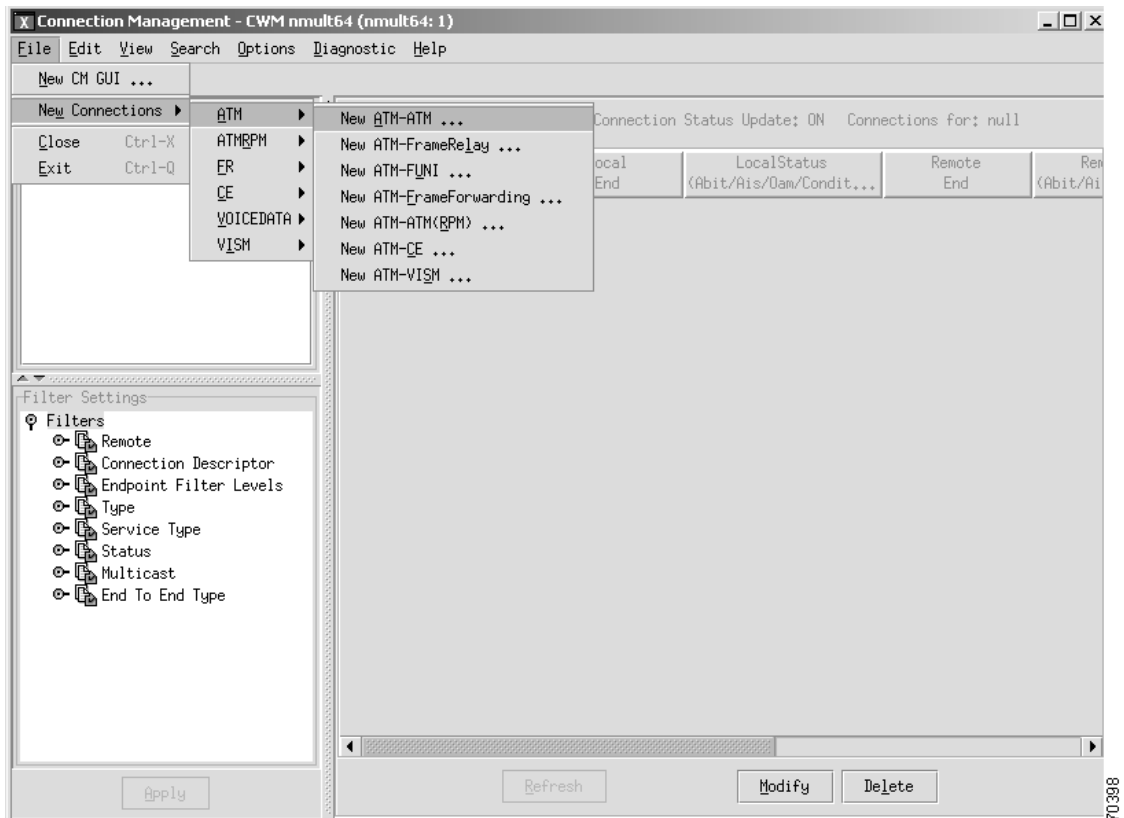 X Connection Management - CWM nmult64 (nmult64: 1)
File Edit View Search Options Diagnostic Help
New CM GUI ...
New Connections
Close Ctrl-X
Exit Ctrl-Q
ATM
ATMRPM
FR
CE
VOICEDATA
VISM
New ATM-ATM ...
New ATM-FrameRelay ...
New ATM-FUNI ...
New ATM-FrameForwarding ...
New ATM-ATM(RPM) ...
New ATM-CE ...
New ATM-VISM ...
Connection Status Update: ON Connections for: null
ocal
End
LocalStatus
(Abit/Ais/Oam/Condit...
Remote
End
Rem
(Abit/Ai
Filter Settings
Filters
Remote
Connection Descriptor
Endpoint Filter Levels
Type
Service Type
Status
Multicast
End To End Type
Apply
Refresh
Modify
Delete
70398